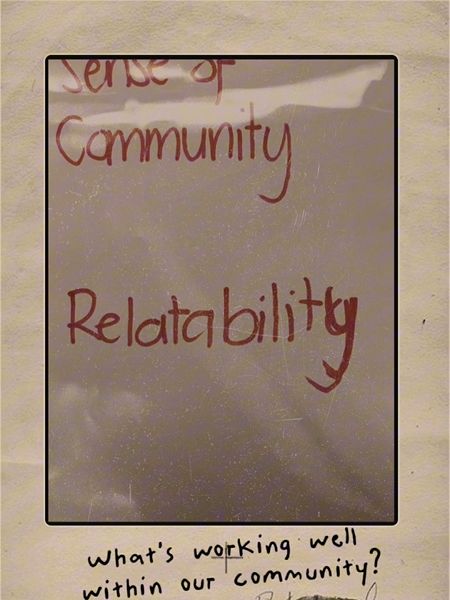 Sense of
Community
Relatability
what's working well
within our community?